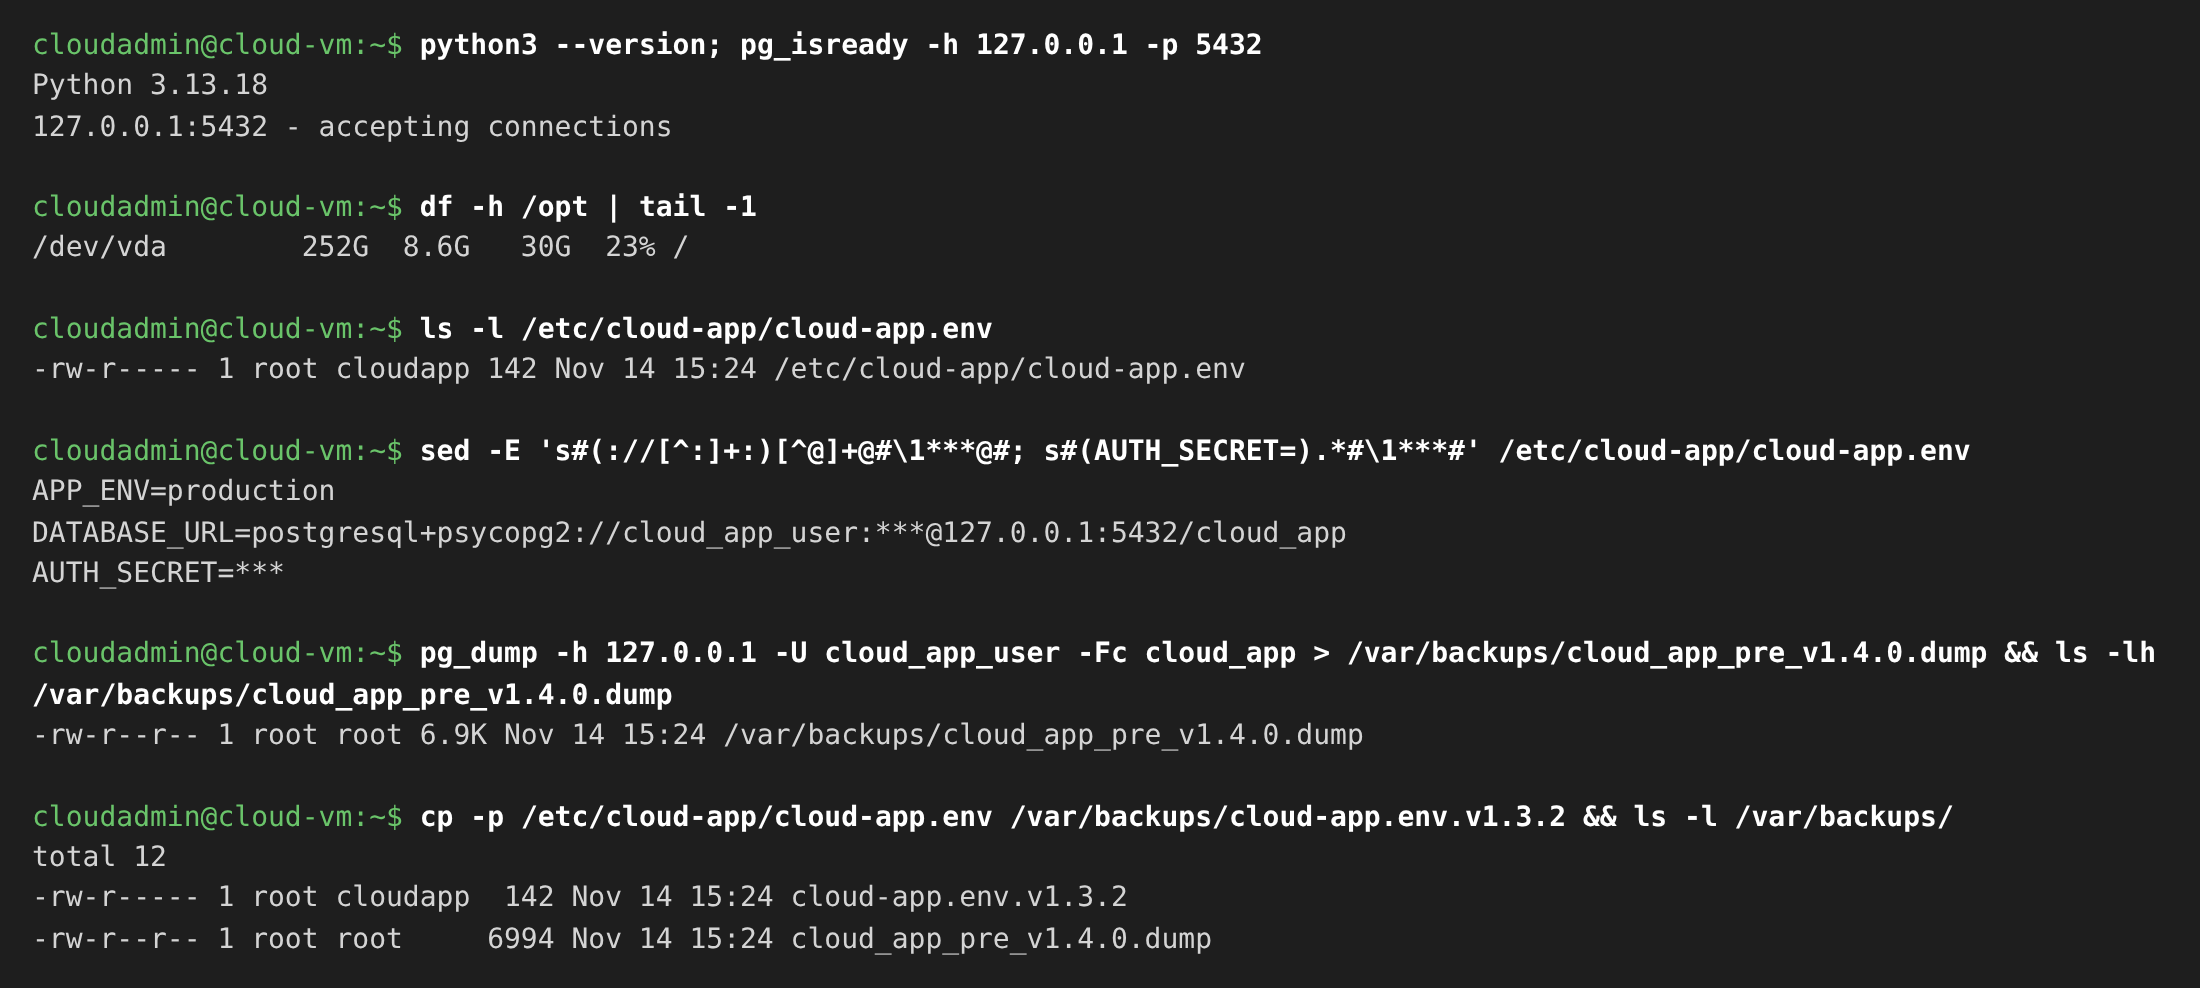 cloudadmin@cloud-vm:~$ python3 --version; pg_isready -h 127.0.0.1 -p 5432
Python 3.13.18
127.0.0.1:5432 - accepting connections
cloudadmin@cloud-vm:~$ df -h /opt | tail -1
/dev/vda        252G  8.6G   30G  23% /
cloudadmin@cloud-vm:~$ ls -l /etc/cloud-app/cloud-app.env
-rw-r----- 1 root cloudapp 142 Nov 14 15:24 /etc/cloud-app/cloud-app.env
cloudadmin@cloud-vm:~$ sed -E 's#(://[^:]+:)[^@]+@#\1***@#; s#(AUTH_SECRET=).*#\1***#' /etc/cloud-app/cloud-app.env
APP_ENV=production
DATABASE_URL=postgresql+psycopg2://cloud_app_user:***@127.0.0.1:5432/cloud_app
AUTH_SECRET=***
cloudadmin@cloud-vm:~$ pg_dump -h 127.0.0.1 -U cloud_app_user -Fc cloud_app > /var/backups/cloud_app_pre_v1.4.0.dump && ls -lh
/var/backups/cloud_app_pre_v1.4.0.dump
-rw-r--r-- 1 root root 6.9K Nov 14 15:24 /var/backups/cloud_app_pre_v1.4.0.dump
cloudadmin@cloud-vm:~$ cp -p /etc/cloud-app/cloud-app.env /var/backups/cloud-app.env.v1.3.2 && ls -l /var/backups/
total 12
-rw-r----- 1 root cloudapp  142 Nov 14 15:24 cloud-app.env.v1.3.2
-rw-r--r-- 1 root root     6994 Nov 14 15:24 cloud_app_pre_v1.4.0.dump